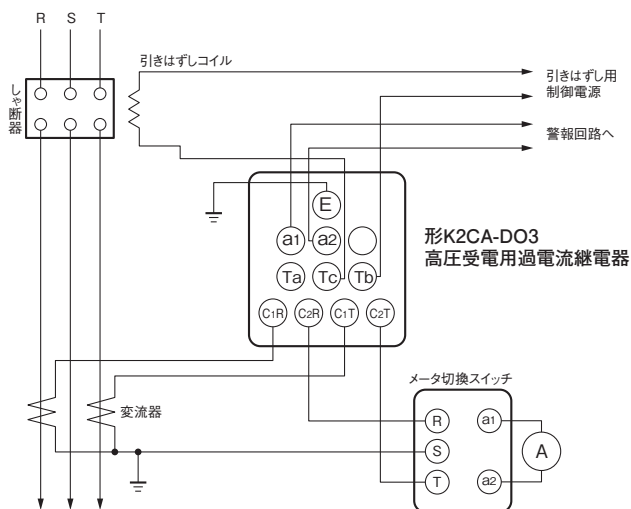 R S T
引きはずしコイル
引きはずし用
制御電源
しゃ断器
警報回路へ
E
a1 a2
Ta Tc Tb
C1R C2R C1T C2T
形K2CA-DO3
高圧受電用過電流継電器
メータ切換スイッチ
変流器
R a1
S A
T a2